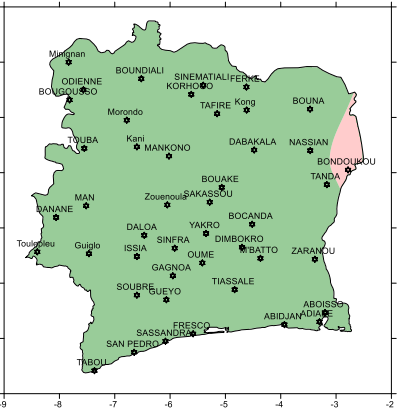 Minignan
BOUNDIALI
ODIENNE
SINEMATIALI
FERKE
BOUGOUSSO
KORHOGO
TAFIRE
Kong
BOUNA
Morondo
TOUBA
Kani
MANKONO
DABAKALA
NASSIAN
BONDOUKOU
TANDA
BOUAKE
MAN
Zouenoula
SAKASSOU
DANANE
BOCANDA
DALOA
YAKRO
Guiglo
ISSIA
SINFRA
DIMBOKRO
M'BATTO
ZARANOU
OUME
GAGNOA
SOUBRE
GUEYO
TIASSALE
ABOISSO
ABIDJAN
FRESCO
SASSANDRA
SAN PEDRO
TABOU
-9 -8 -7 -6 -5 -4 -3 -2